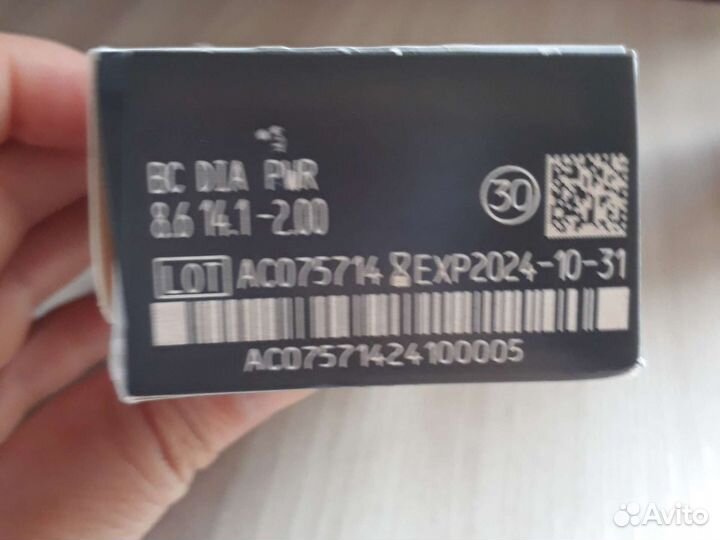 BC DIA PWR
8.6 14.1 -2.00
30
LOT AC075714 EXP2024-10-31
AC07571424100005
Avito